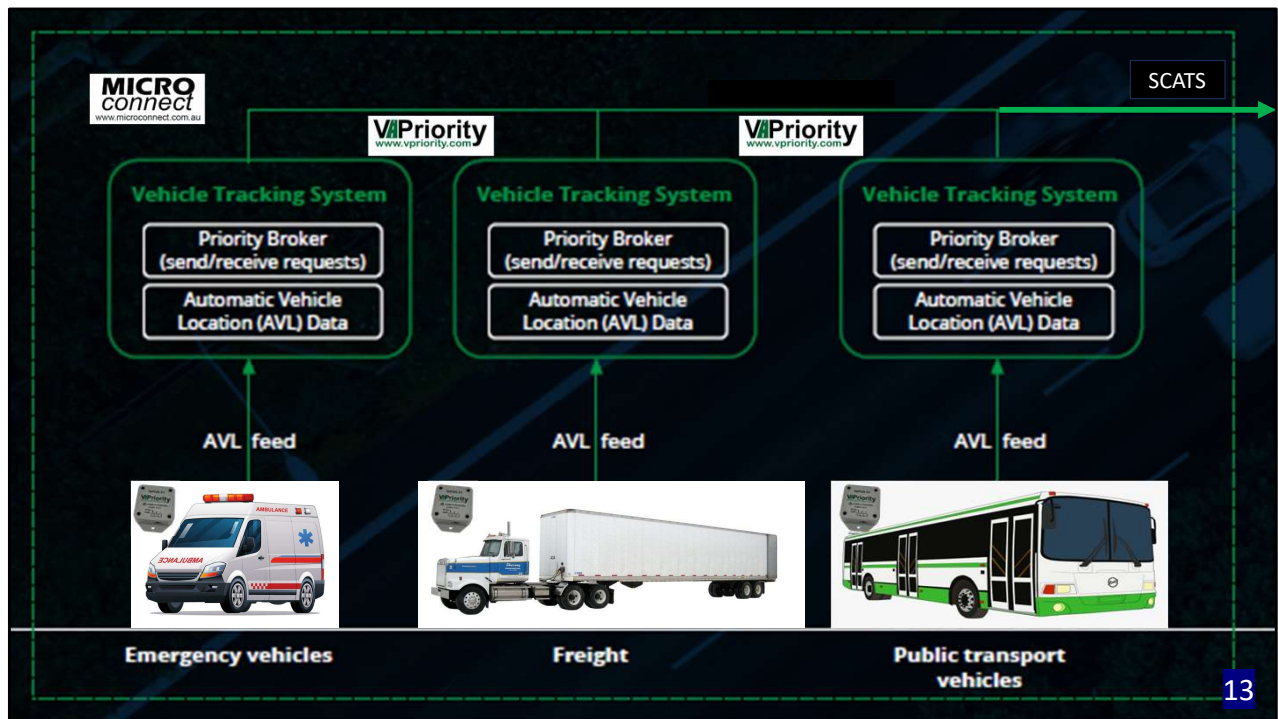 MICRO
connect
www.microconnect.com.au
SCATS
VPriority
www.vpriority.com
VPriority
www.vpriority.com
Vehicle Tracking System
Priority Broker
(send/receive requests)
Automatic Vehicle
Location (AVL) Data
Vehicle Tracking System
Priority Broker
(send/receive requests)
Automatic Vehicle
Location (AVL) Data
Vehicle Tracking System
Priority Broker
(send/receive requests)
Automatic Vehicle
Location (AVL) Data
AVL feed
AVL feed
AVL feed
VPriority
AMBULANCE
AMBULANCE
VPriority
VPriority
Emergency vehicles
Freight
Public transport
vehicles
13